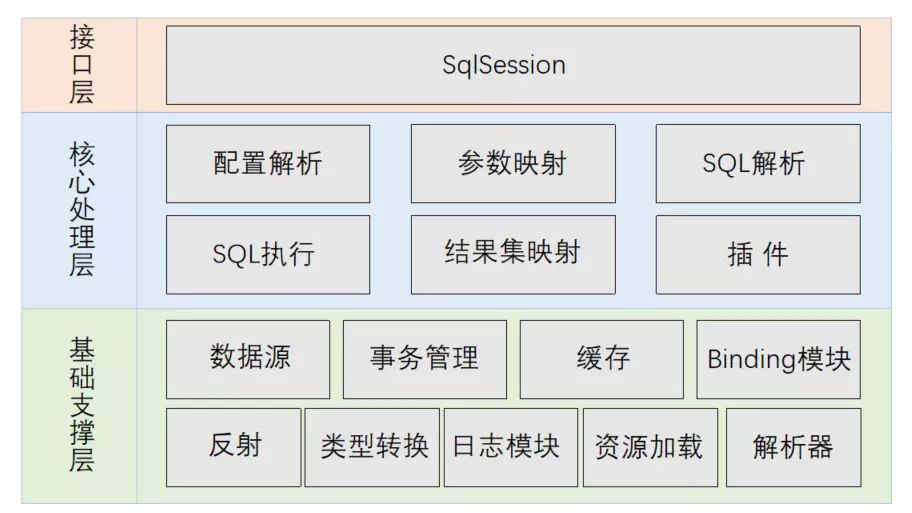 接口层
SqlSession
核心处理层
配置解析
参数映射
SQL解析
SQL执行
结果集映射
插 件
基础支撑层
数据源
事务管理
缓存
Binding模块
反射
类型转换
日志模块
资源加载
解析器